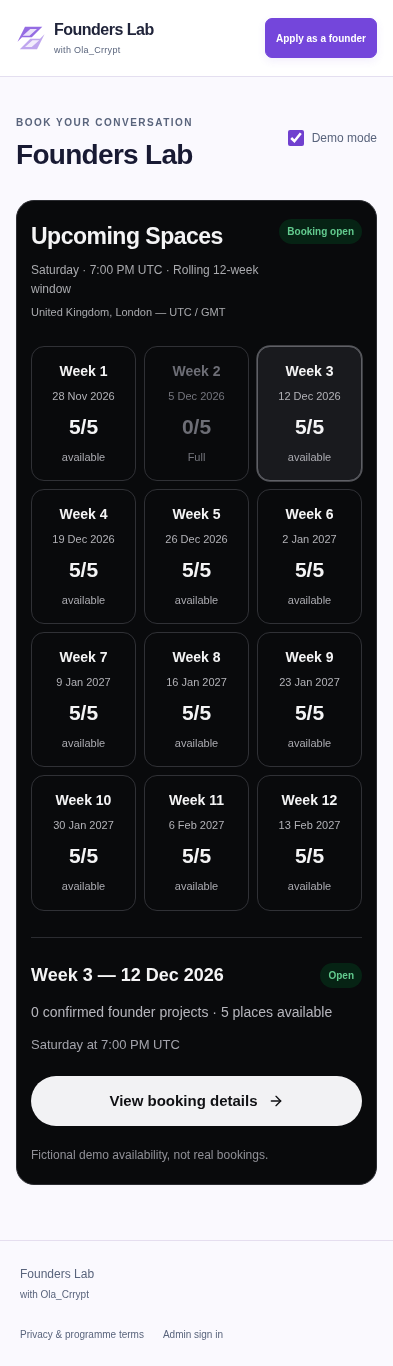 Founders Lab
with Ola_Crrypt
Apply as a founder
BOOK YOUR CONVERSATION
Founders Lab
Demo mode
Upcoming Spaces
Booking open
Saturday · 7:00 PM UTC · Rolling 12-week
window
United Kingdom, London — UTC / GMT
Week 1
28 Nov 2026
5/5
available
Week 2
5 Dec 2026
0/5
Full
Week 3
12 Dec 2026
5/5
available
Week 4
19 Dec 2026
5/5
available
Week 5
26 Dec 2026
5/5
available
Week 6
2 Jan 2027
5/5
available
Week 7
9 Jan 2027
5/5
available
Week 8
16 Jan 2027
5/5
available
Week 9
23 Jan 2027
5/5
available
Week 10
30 Jan 2027
5/5
available
Week 11
6 Feb 2027
5/5
available
Week 12
13 Feb 2027
5/5
available
Week 3 — 12 Dec 2026
Open
0 confirmed founder projects · 5 places available
Saturday at 7:00 PM UTC
View booking details →
Fictional demo availability, not real bookings.
Founders Lab
with Ola_Crrypt
Privacy & programme terms
Admin sign in